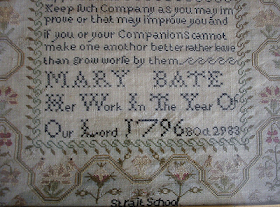 Keep such Company as you may im
prove or that may improve you and
if you or your Companions cannot
make one another better rather leave
than grow worse by them
MARY BATE
Her Work In The Year Of
Our Lord 1796
Strait School